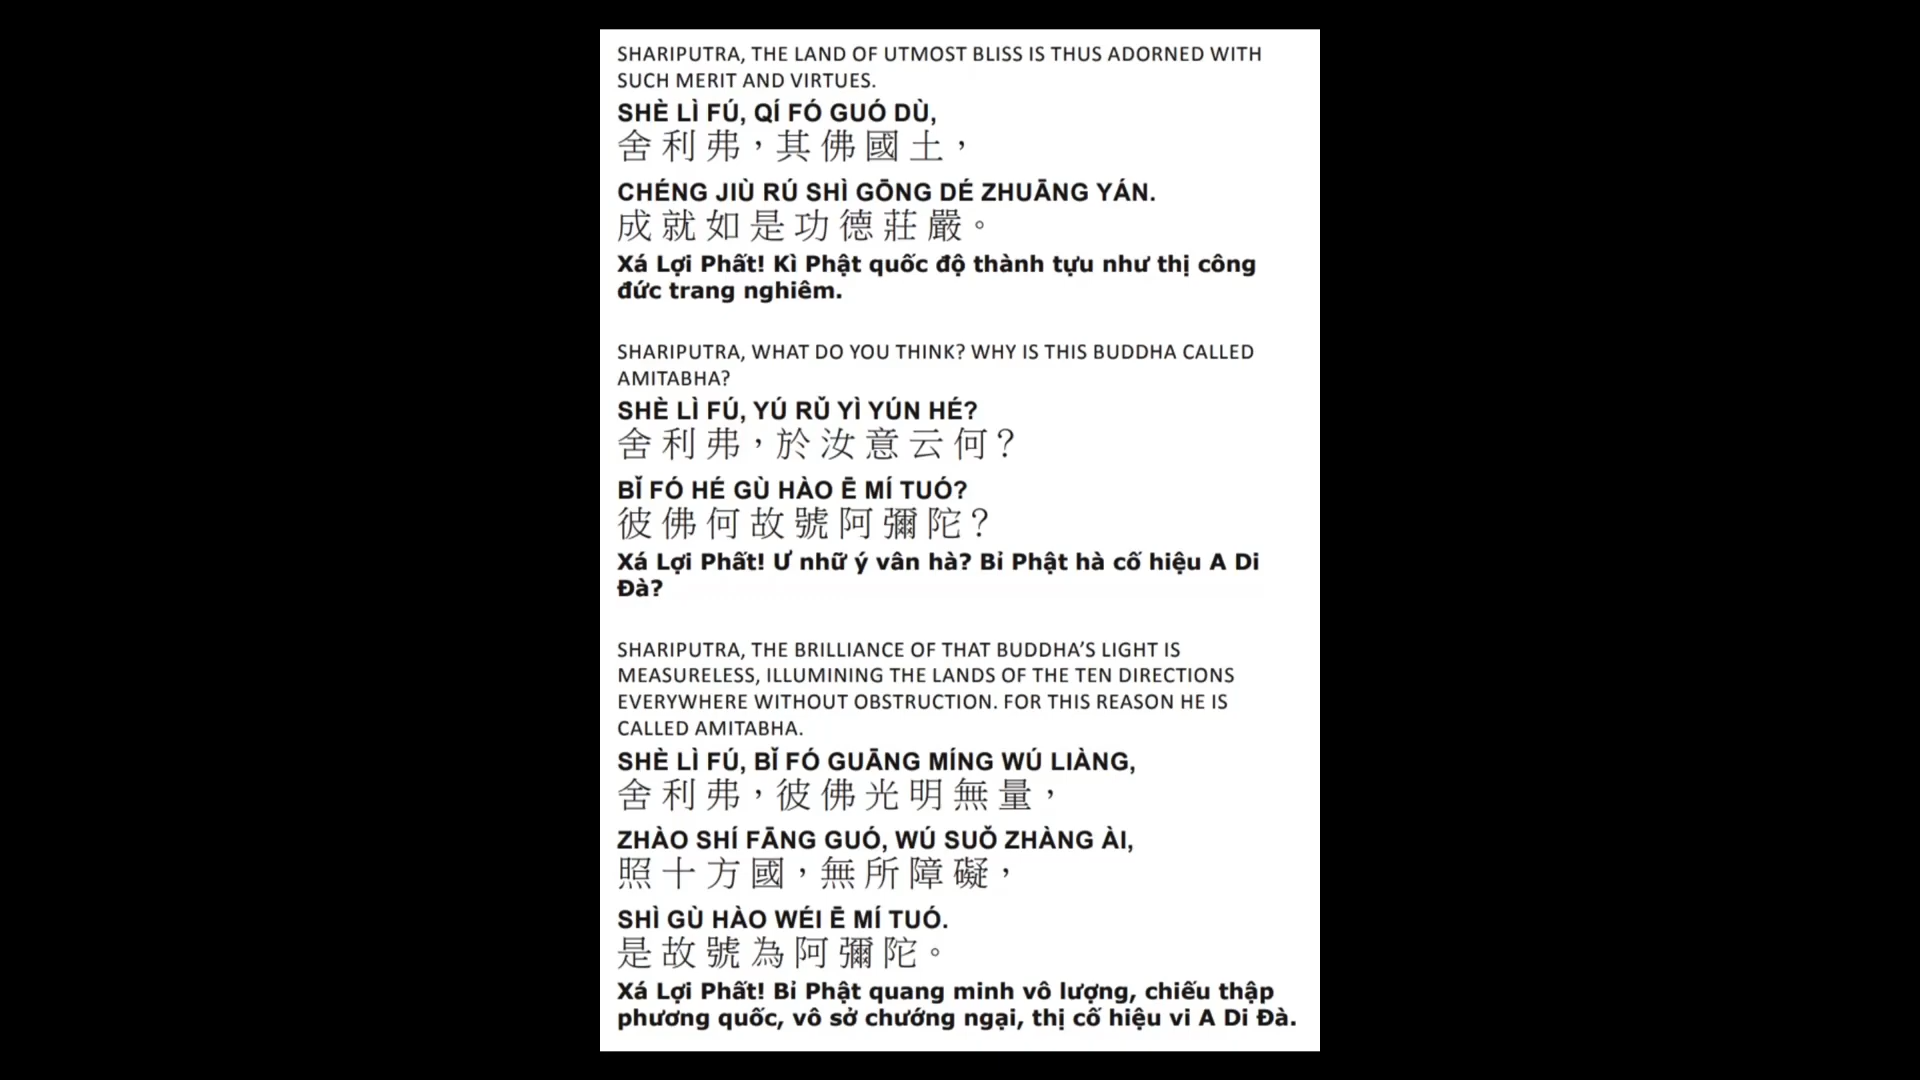 SHARIPUTRA, THE LAND OF UTMOST BLISS IS THUS ADORNED WITH
SUCH MERIT AND VIRTUES.
SHÈ LÌ FÚ, QÍ FÓ GUÓ DÙ,
舍利弗，其佛國土，
CHÉNG JIÙ RÚ SHÌ GŌNG DÉ ZHUĀNG YÁN.
成就如是功德莊嚴。
Xá Lợi Phất! Kì Phật quốc độ thành tựu như thị công
đức trang nghiêm.
SHARIPUTRA, WHAT DO YOU THINK? WHY IS THIS BUDDHA CALLED
AMITABHA?
SHÈ LÌ FÚ, YÚ RǓ YÌ YÚN HÉ?
舍利弗，於汝意云何？
BǏ FÓ HÉ GÙ HÀO Ē MÍ TUÓ?
彼佛何故號阿彌陀？
Xá Lợi Phất! Ư nhữ ý vân hà? Bỉ Phật hà cố hiệu A Di
Đà?
SHARIPUTRA, THE BRILLIANCE OF THAT BUDDHA’S LIGHT IS
MEASURELESS, ILLUMINING THE LANDS OF THE TEN DIRECTIONS
EVERYWHERE WITHOUT OBSTRUCTION. FOR THIS REASON HE IS
CALLED AMITABHA.
SHÈ LÌ FÚ, BǏ FÓ GUĀNG MÍNG WÚ LIÀNG,
舍利弗，彼佛光明無量，
ZHÀO SHÍ FĀNG GUÓ, WÚ SUǑ ZHÀNG ÀI,
照十方國，無所障礙，
SHÌ GÙ HÀO WÉI Ē MÍ TUÓ.
是故號為阿彌陀。
Xá Lợi Phất! Bỉ Phật quang minh vô lượng, chiếu thập
phương quốc, vô sở chướng ngại, thị cố hiệu vi A Di Đà.